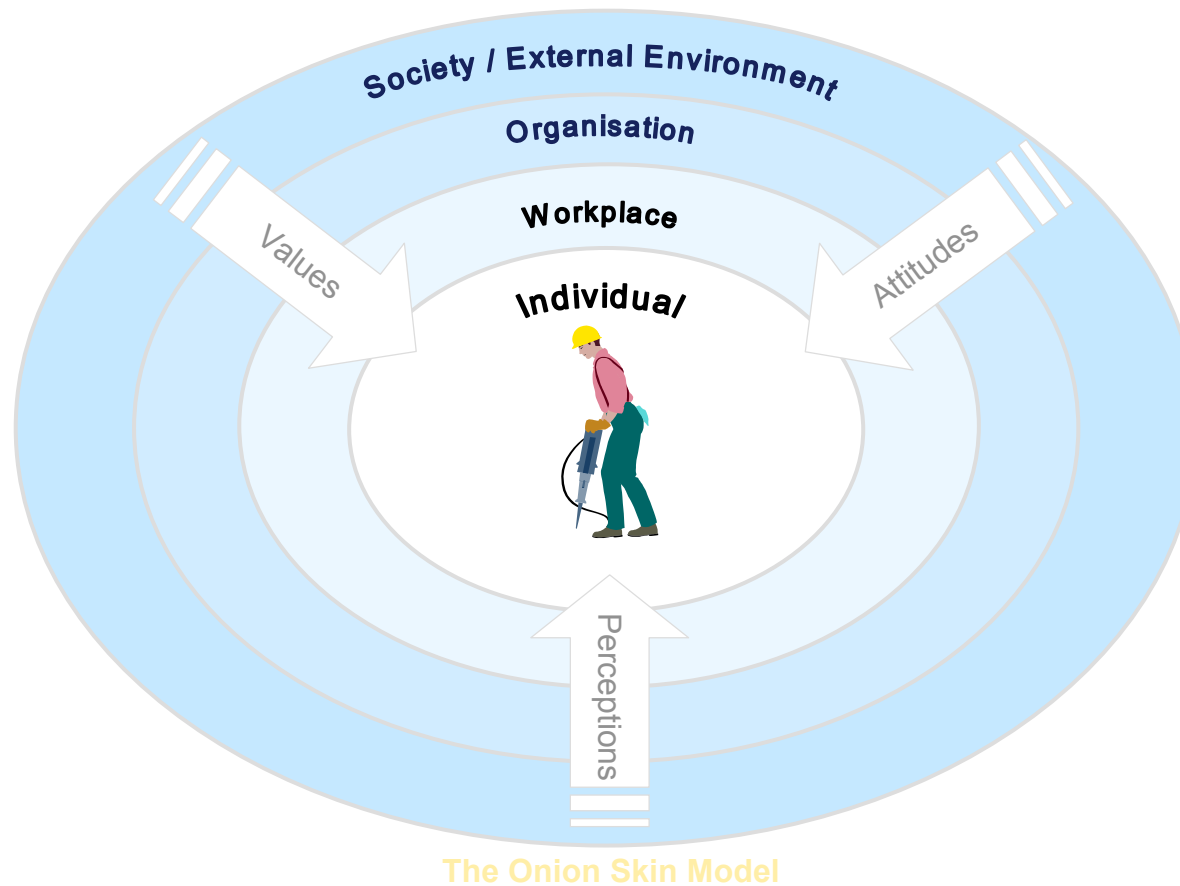 Society / External Environment
Organisation
Workplace
Individual
Values
Attitudes
Perceptions
The Onion Skin Model